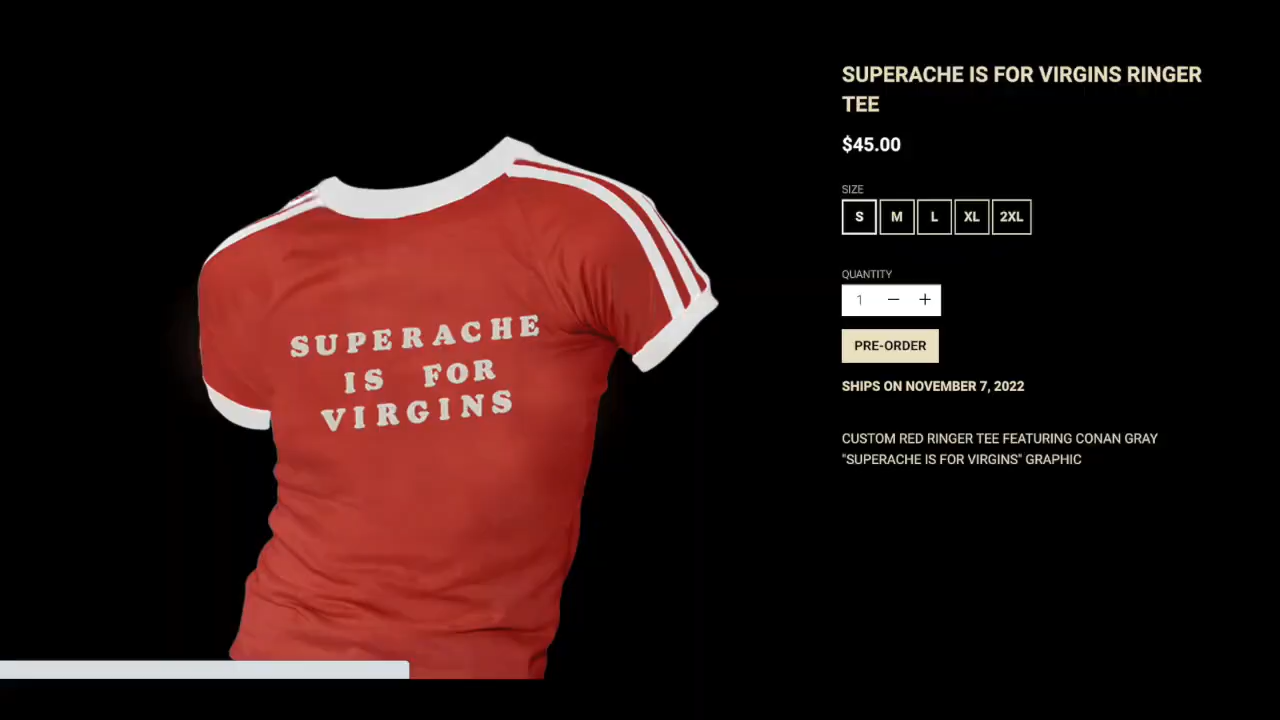 SUPERACHE IS FOR VIRGINS RINGER
TEE
$45.00
SIZE
S M L XL 2XL
QUANTITY
1 − +
PRE-ORDER
SHIPS ON NOVEMBER 7, 2022
CUSTOM RED RINGER TEE FEATURING CONAN GRAY
"SUPERACHE IS FOR VIRGINS" GRAPHIC
SUPERACHE
IS FOR
VIRGINS